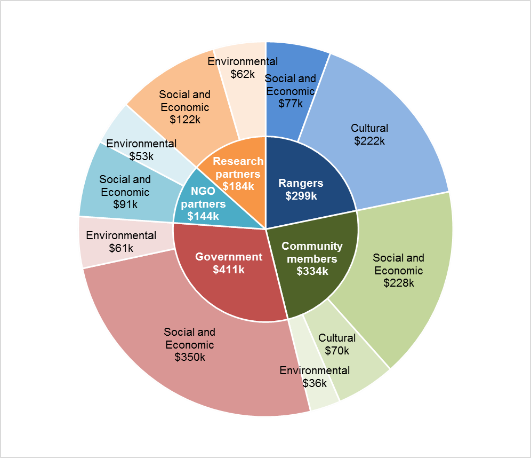 Environmental
$62k
Social and
Economic
$77k
Social and
Economic
$122k
Cultural
$222k
Environmental
$53k
Research
partners
$184k
Rangers
$299k
Social and
Economic
$91k
NGO
partners
$144k
Environmental
$61k
Government
$411k
Community
members
$334k
Social and
Economic
$228k
Social and
Economic
$350k
Cultural
$70k
Environmental
$36k